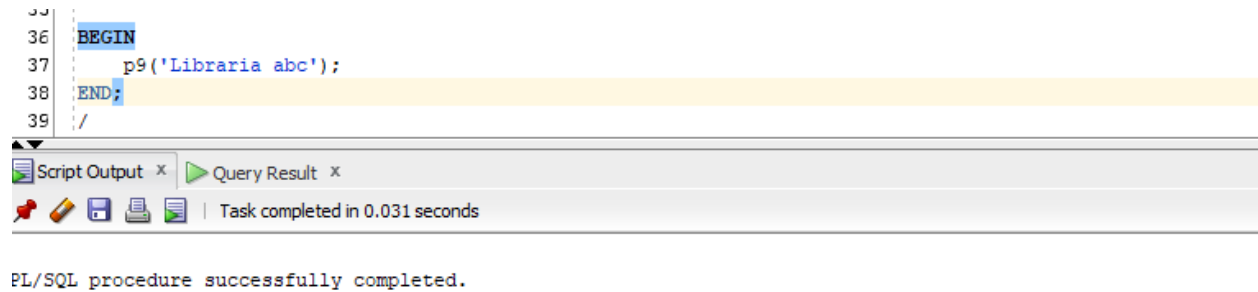 35
36 BEGIN
37 p9('Libraria abc');
38 END;
39 /
Script Output x Query Result x
Task completed in 0.031 seconds
PL/SQL procedure successfully completed.